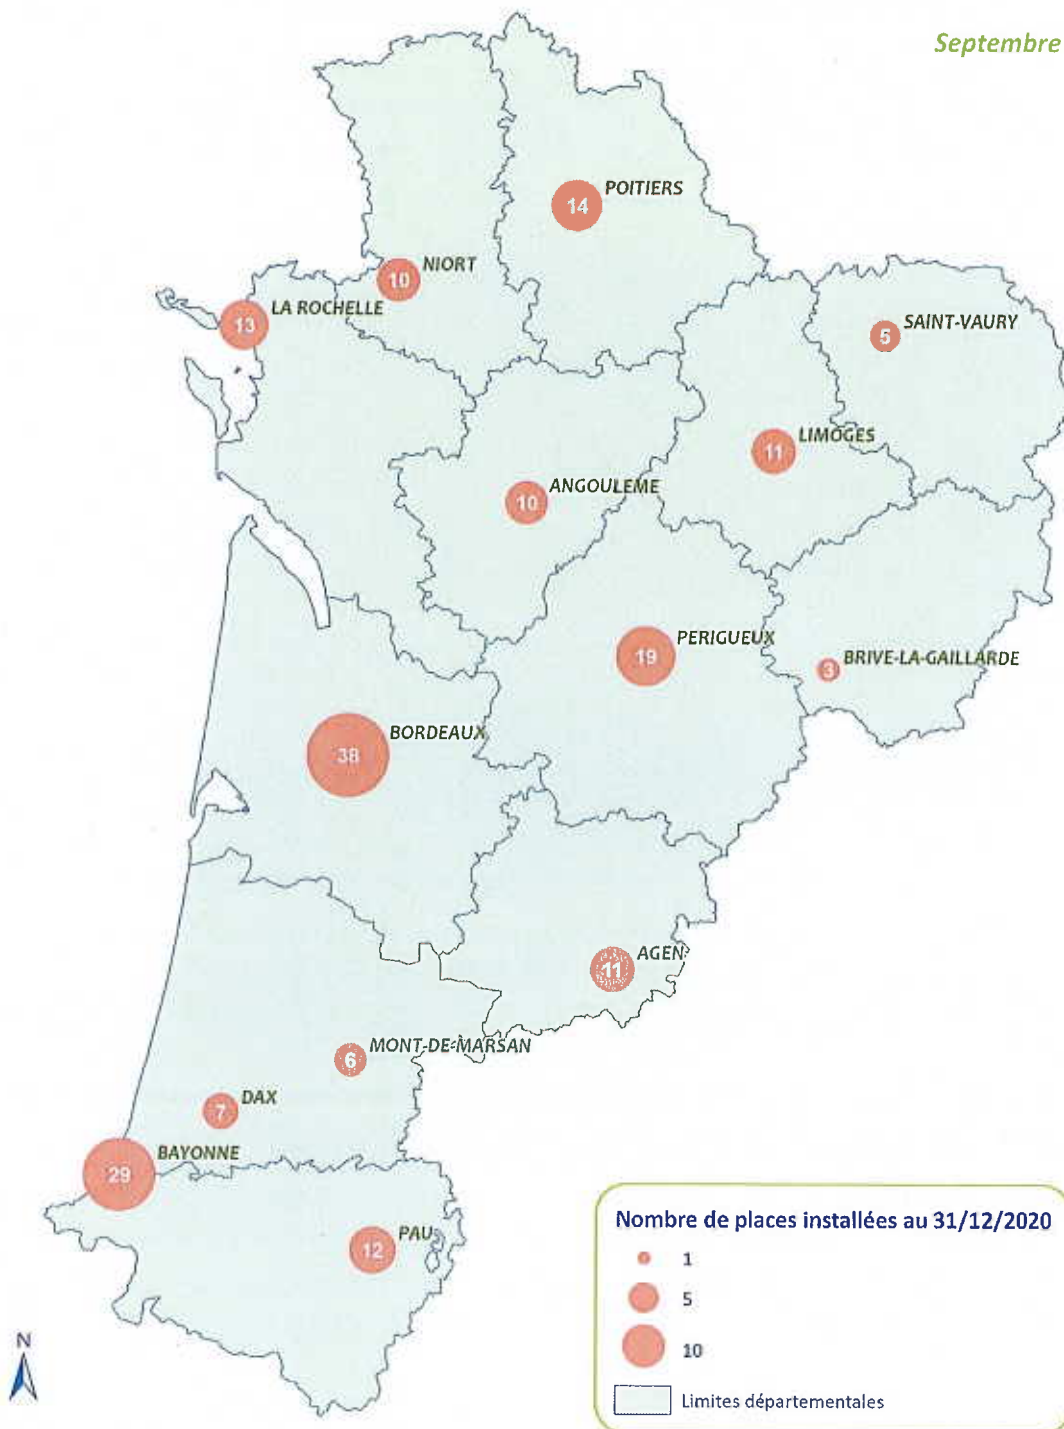 Septembre
POITIERS
14
NIORT
10
LA ROCHELLE
13
SAINT-VAURY
5
LIMOGES
11
ANGOULEME
10
PERIGUEUX
19
BRIVE-LA-GAILLARDE
3
BORDEAUX
38
AGEN
11
MONT-DE-MARSAN
6
DAX
7
BAYONNE
29
PAU
12
N
Nombre de places installées au 31/12/2020
1
5
10
Limites départementales